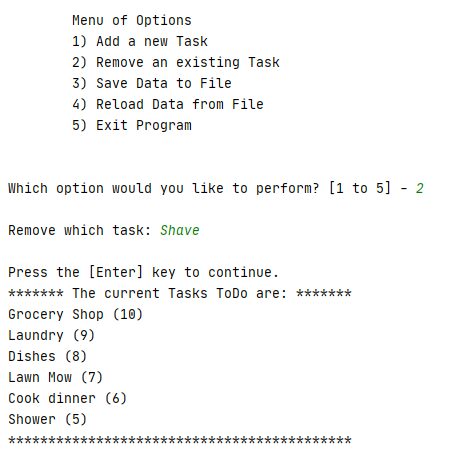 Menu of Options
1) Add a new Task
2) Remove an existing Task
3) Save Data to File
4) Reload Data from File
5) Exit Program
Which option would you like to perform? [1 to 5] - 2
Remove which task: Shave
Press the [Enter] key to continue.
******* The current Tasks ToDo are: *******
Grocery Shop (10)
Laundry (9)
Dishes (8)
Lawn Mow (7)
Cook dinner (6)
Shower (5)
*******************************************